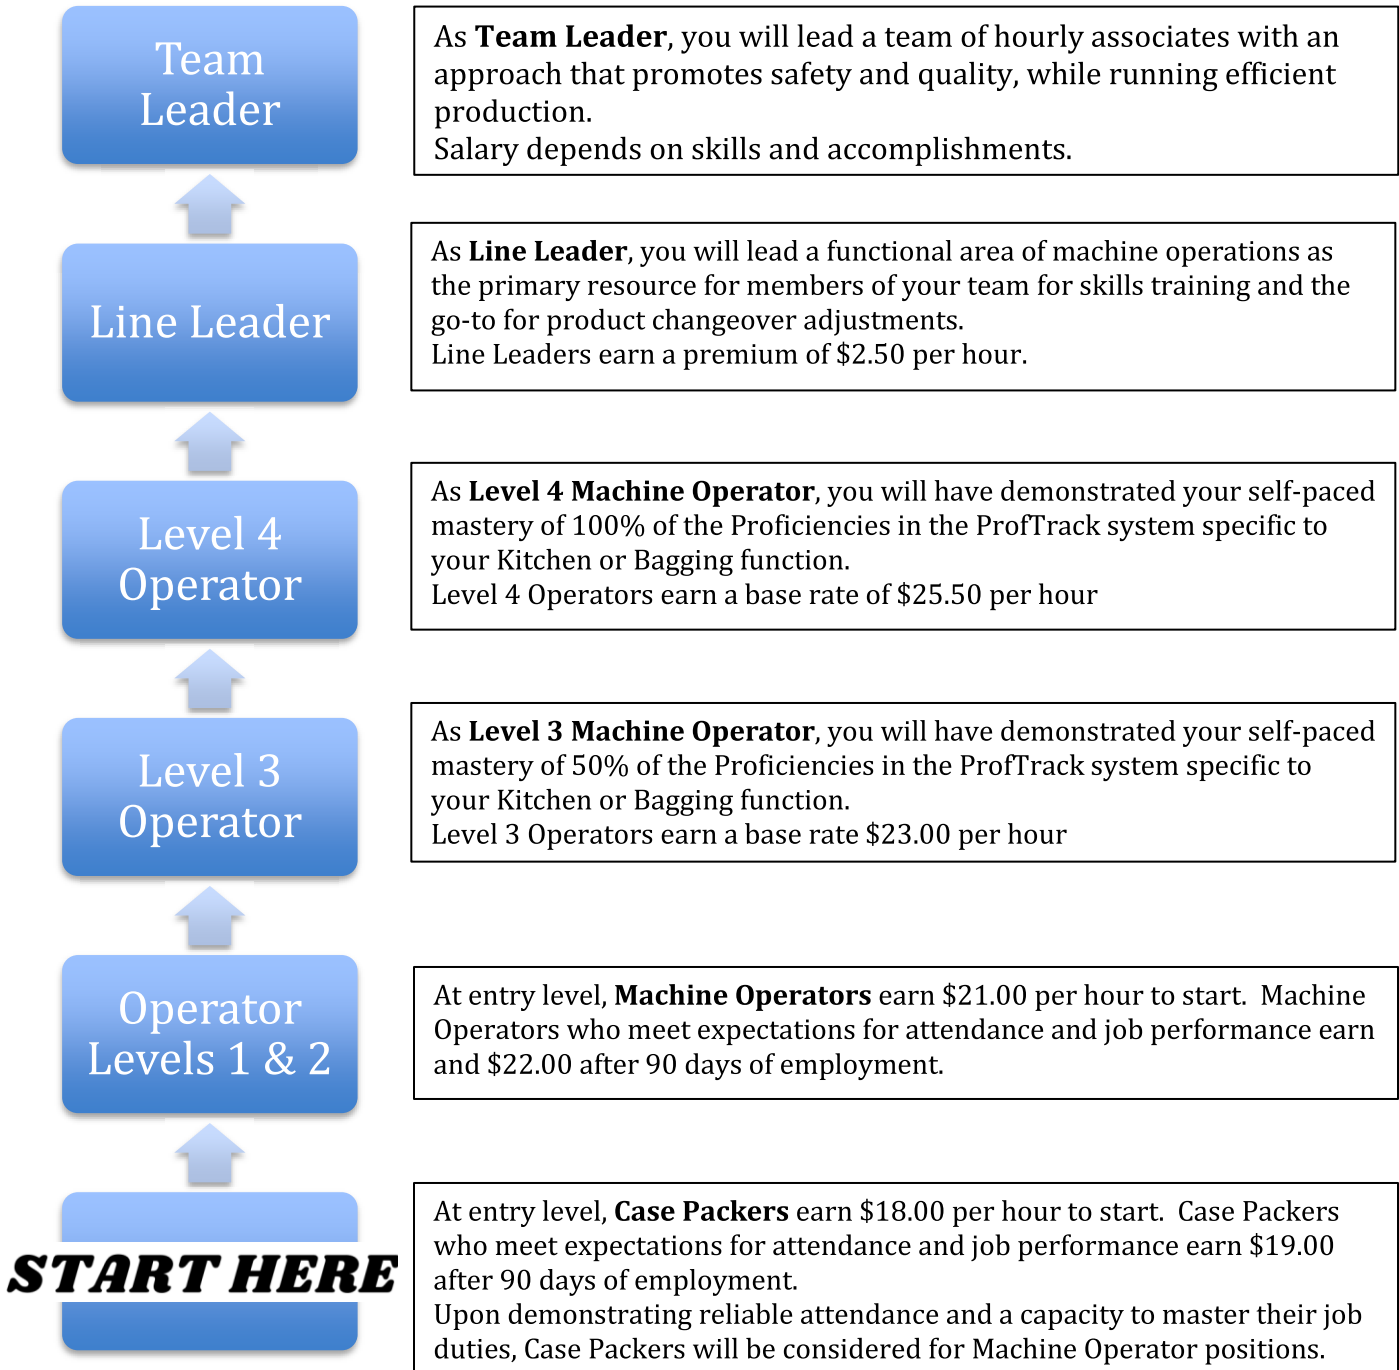 Team
Leader
As Team Leader, you will lead a team of hourly associates with an
approach that promotes safety and quality, while running efficient
production.
Salary depends on skills and accomplishments.
Line Leader
As Line Leader, you will lead a functional area of machine operations as
the primary resource for members of your team for skills training and the
go-to for product changeover adjustments.
Line Leaders earn a premium of $2.50 per hour.
Level 4
Operator
As Level 4 Machine Operator, you will have demonstrated your self-paced
mastery of 100% of the Proficiencies in the ProfTrack system specific to
your Kitchen or Bagging function.
Level 4 Operators earn a base rate of $25.50 per hour
Level 3
Operator
As Level 3 Machine Operator, you will have demonstrated your self-paced
mastery of 50% of the Proficiencies in the ProfTrack system specific to
your Kitchen or Bagging function.
Level 3 Operators earn a base rate $23.00 per hour
Operator
Levels 1 & 2
At entry level, Machine Operators earn $21.00 per hour to start.  Machine
Operators who meet expectations for attendance and job performance earn
and $22.00 after 90 days of employment.
START HERE
At entry level, Case Packers earn $18.00 per hour to start.  Case Packers
who meet expectations for attendance and job performance earn $19.00
after 90 days of employment.
Upon demonstrating reliable attendance and a capacity to master their job
duties, Case Packers will be considered for Machine Operator positions.